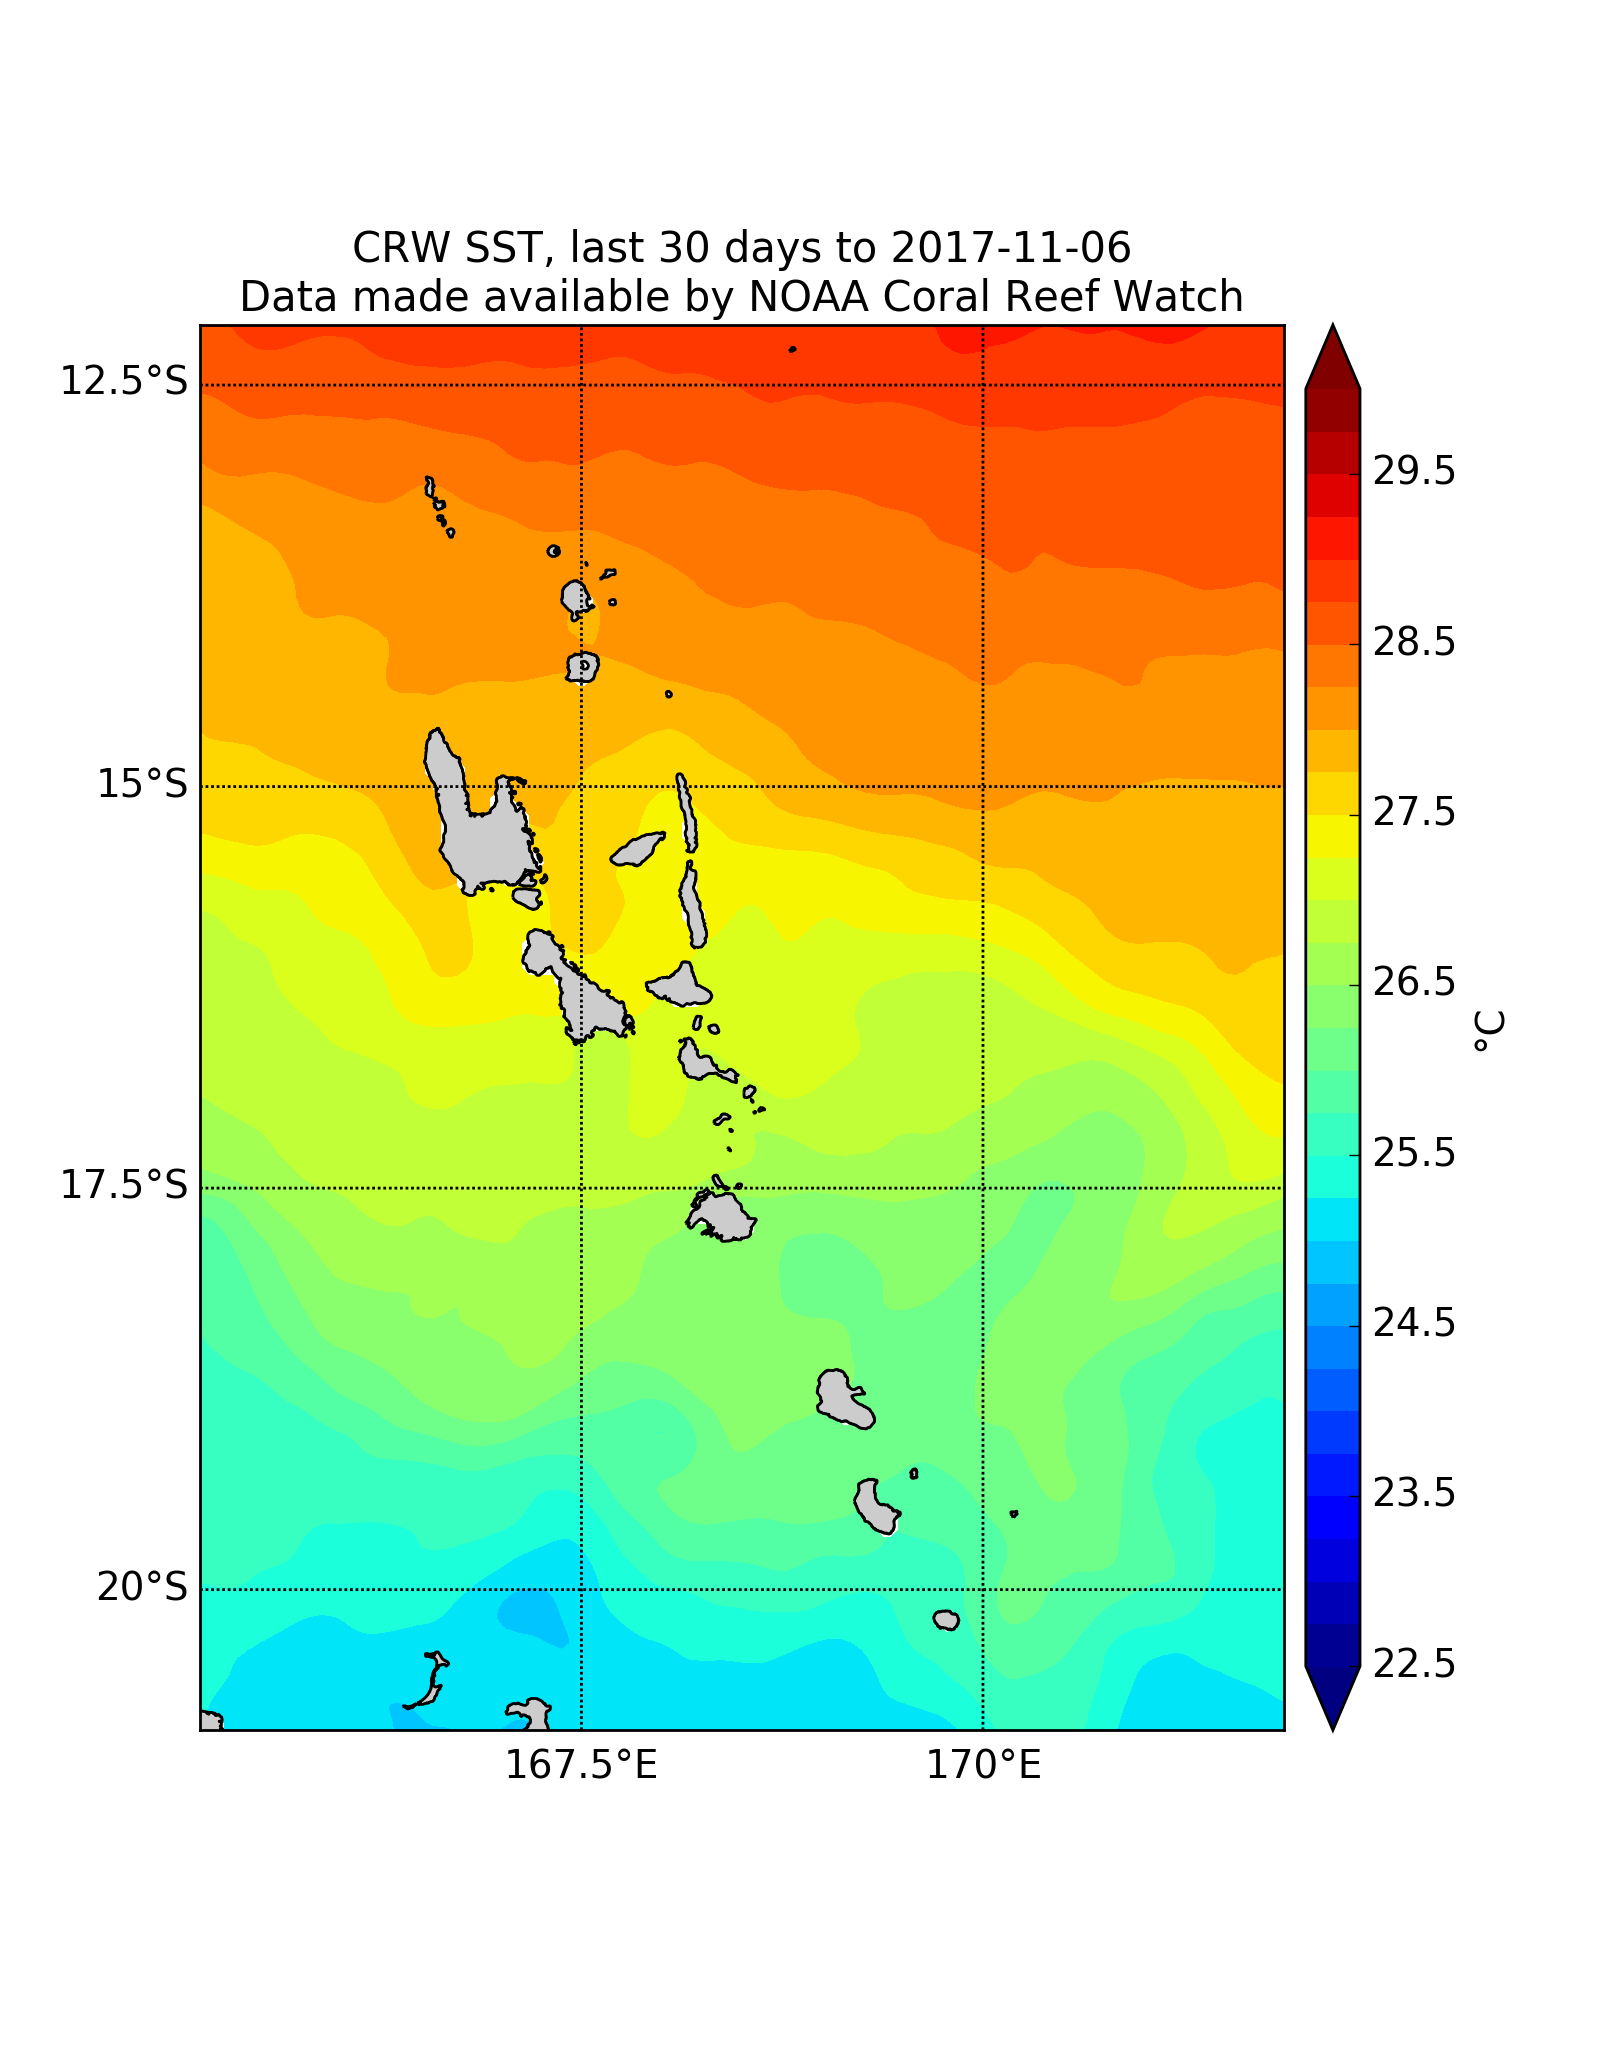 CRW SST, last 30 days to 2017-11-06
Data made available by NOAA Coral Reef Watch
12.5°S
15°S
17.5°S
20°S
167.5°E
170°E
29.5
28.5
27.5
26.5
25.5
24.5
23.5
22.5
°C